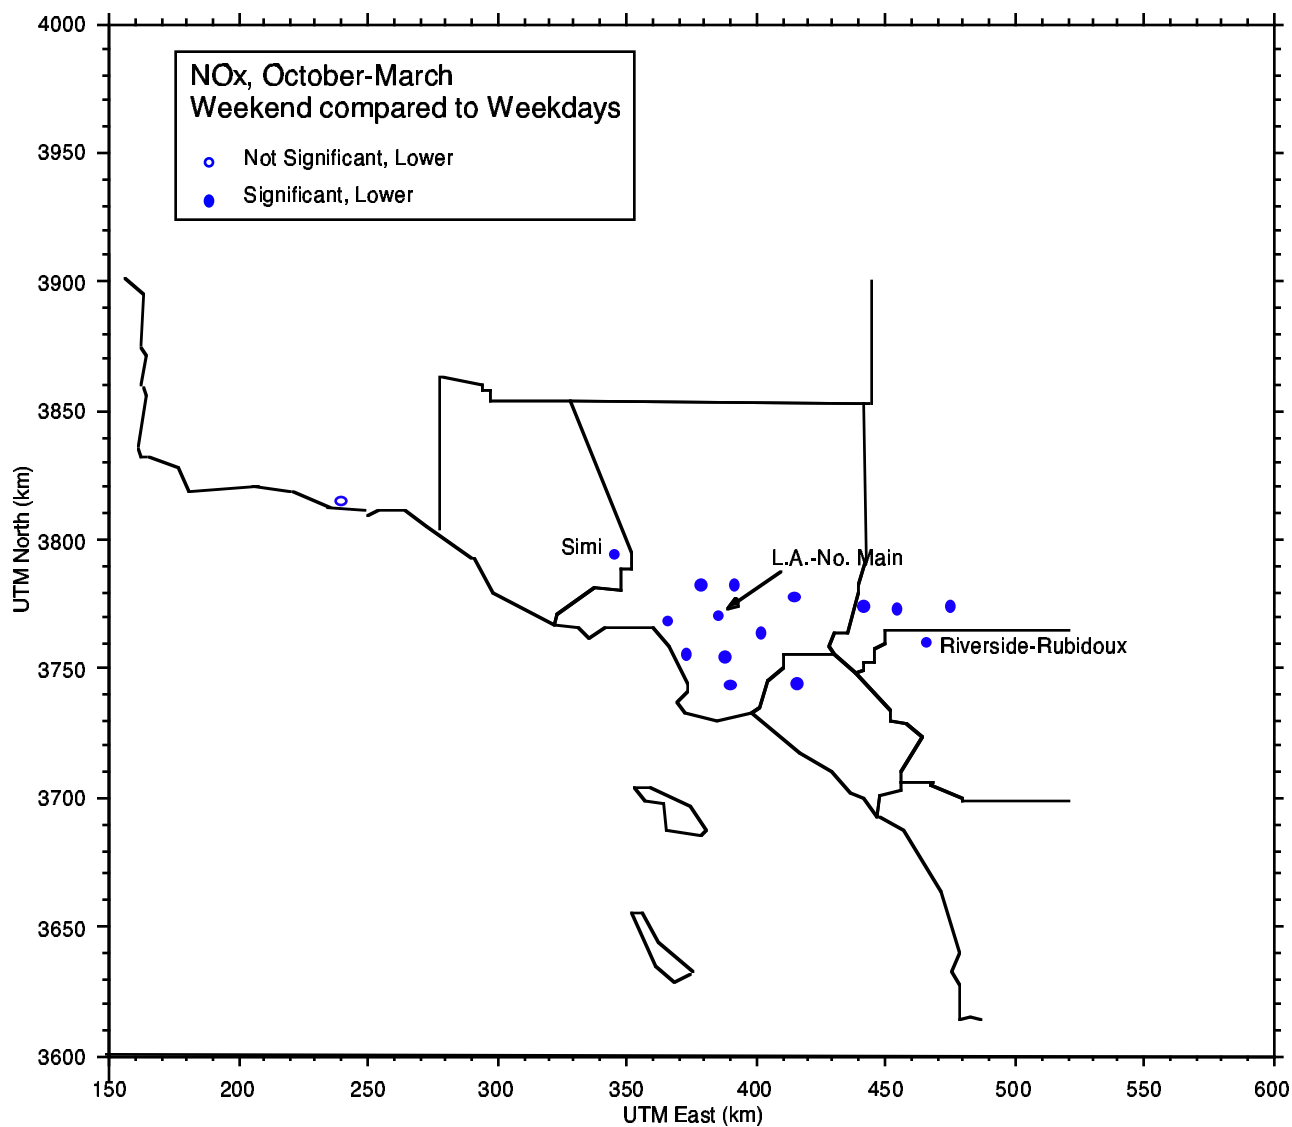 4000
NOx, October-March
Weekend compared to Weekdays
Not Significant, Lower
Significant, Lower
3950
3900
3850
3800
3750
3700
3650
3600
UTM North (km)
Simi
L.A.-No. Main
Riverside-Rubidoux
150 200 250 300 350 400 450 500 550 600
UTM East (km)